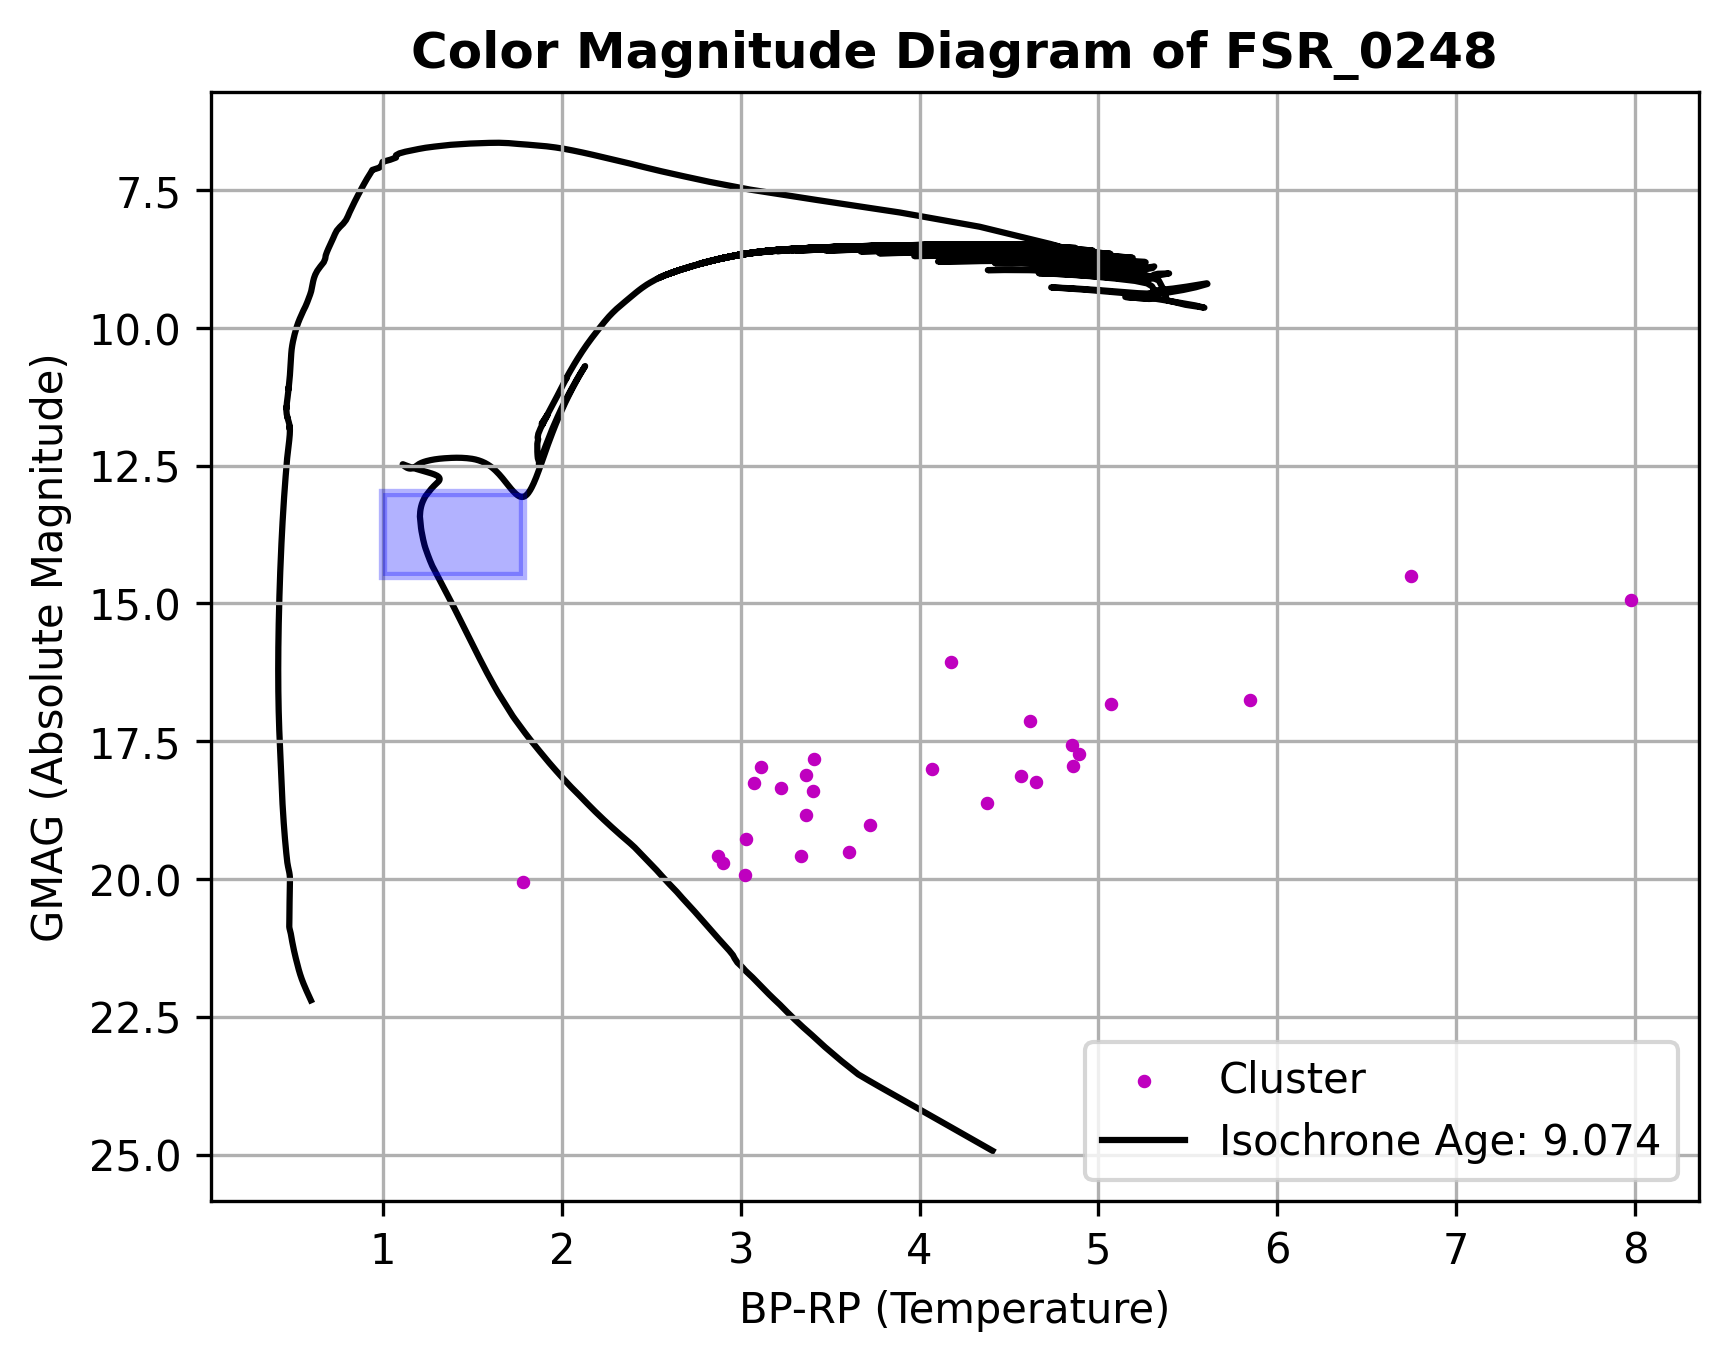 Color Magnitude Diagram of FSR_0248
GMAG (Absolute Magnitude)
7.5
10.0
12.5
15.0
17.5
20.0
22.5
25.0
Cluster
Isochrone Age: 9.074
1 2 3 4 5 6 7 8
BP-RP (Temperature)